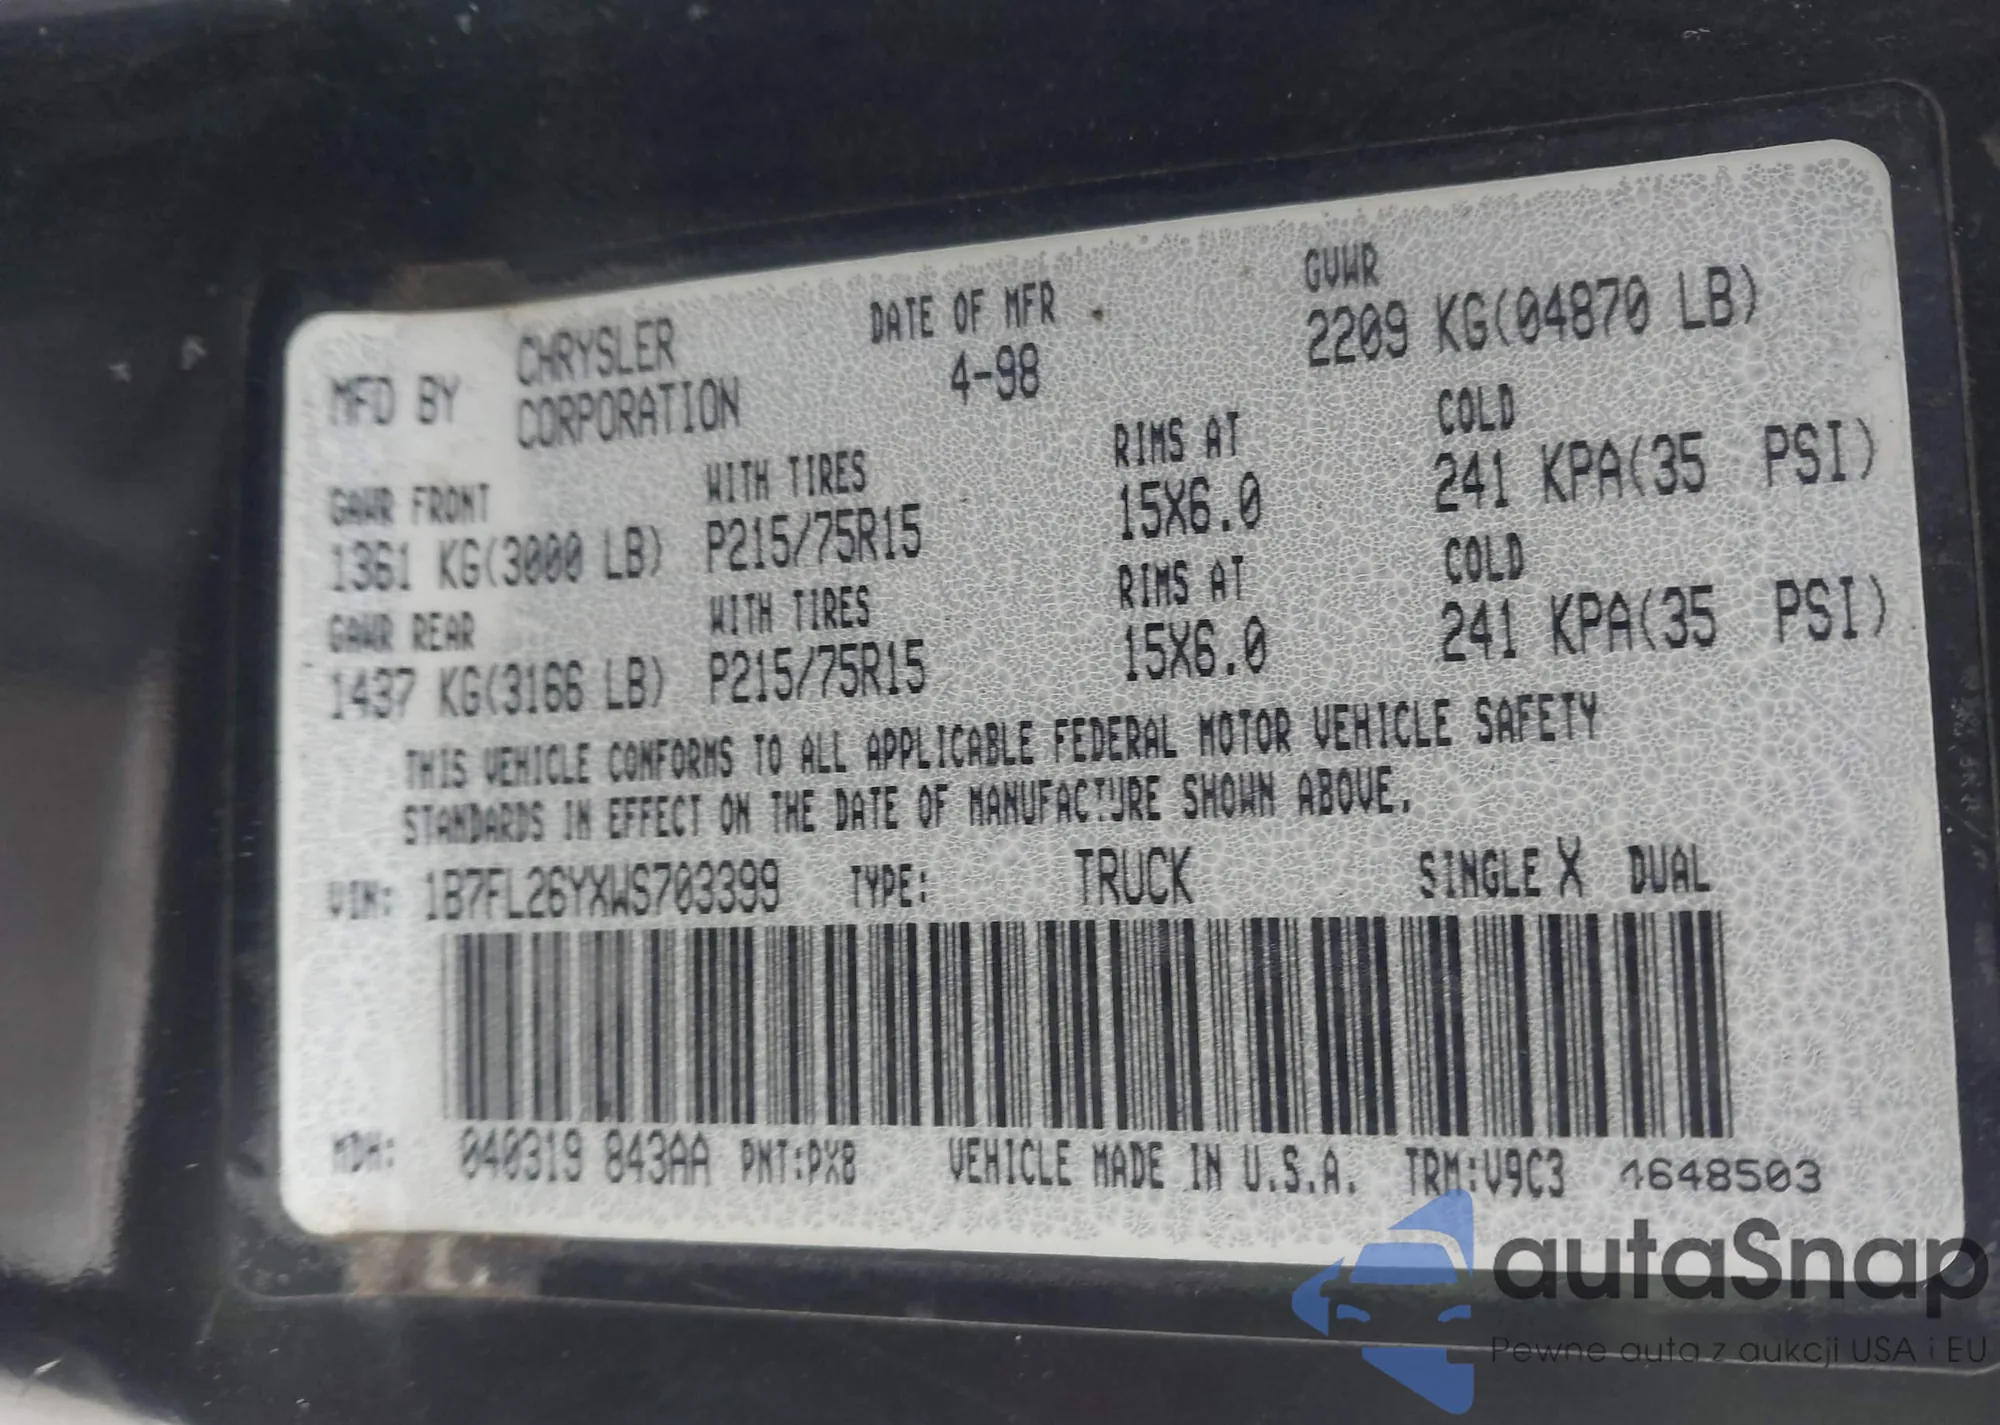 MFD BY CHRYSLER CORPORATION
DATE OF MFR 4-98
GVWR 2209 KG(04870 LB)
GAWR FRONT WITH TIRES RIMS AT COLD
1361 KG(3000 LB) P215/75R15 15X6.0 241 KPA(35 PSI)
GAWR REAR WITH TIRES RIMS AT COLD
1437 KG(3166 LB) P215/75R15 15X6.0 241 KPA(35 PSI)
THIS VEHICLE CONFORMS TO ALL APPLICABLE FEDERAL MOTOR VEHICLE SAFETY
STANDARDS IN EFFECT ON THE DATE OF MANUFACTURE SHOWN ABOVE.
VIN: 1B7FL26YXWS703399 TYPE: TRUCK SINGLE X DUAL
MDH: 040319 843AA PNT:PX8 VEHICLE MADE IN U.S.A. TRM:V9C3 4648503
autaSnap
Pewne auta z aukcji USA i EU